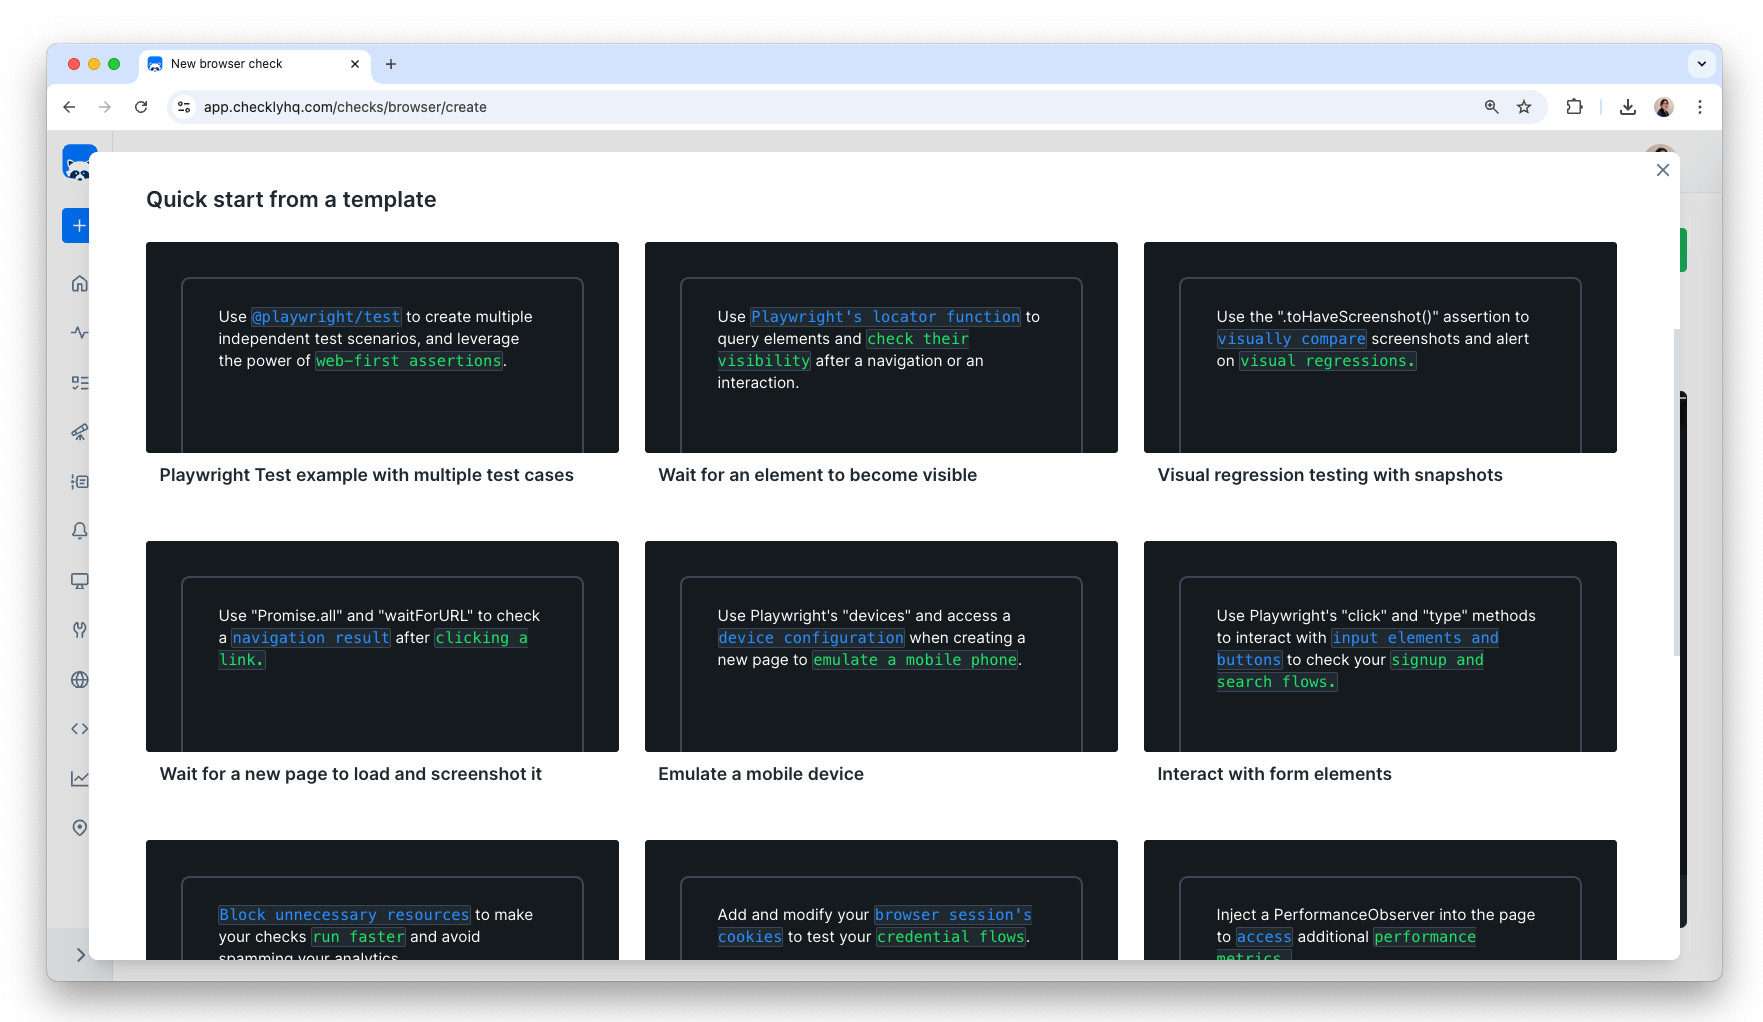 New browser check
app.checklyhq.com/checks/browser/create
Quick start from a template
Use @playwright/test to create multiple
independent test scenarios, and leverage
the power of web-first assertions.
Playwright Test example with multiple test cases
Use Playwright's locator function to
query elements and check their
visibility after a navigation or an
interaction.
Wait for an element to become visible
Use the ".toHaveScreenshot()" assertion to
visually compare screenshots and alert
on visual regressions.
Visual regression testing with snapshots
Use "Promise.all" and "waitForURL" to check
a navigation result after clicking a
link.
Wait for a new page to load and screenshot it
Use Playwright's "devices" and access a
device configuration when creating a
new page to emulate a mobile phone.
Emulate a mobile device
Use Playwright's "click" and "type" methods
to interact with input elements and
buttons to check your signup and
search flows.
Interact with form elements
Block unnecessary resources to make
your checks run faster and avoid
spamming your analytics
Add and modify your browser session's
cookies to test your credential flows.
Inject a PerformanceObserver into the page
to access additional performance
metrics.